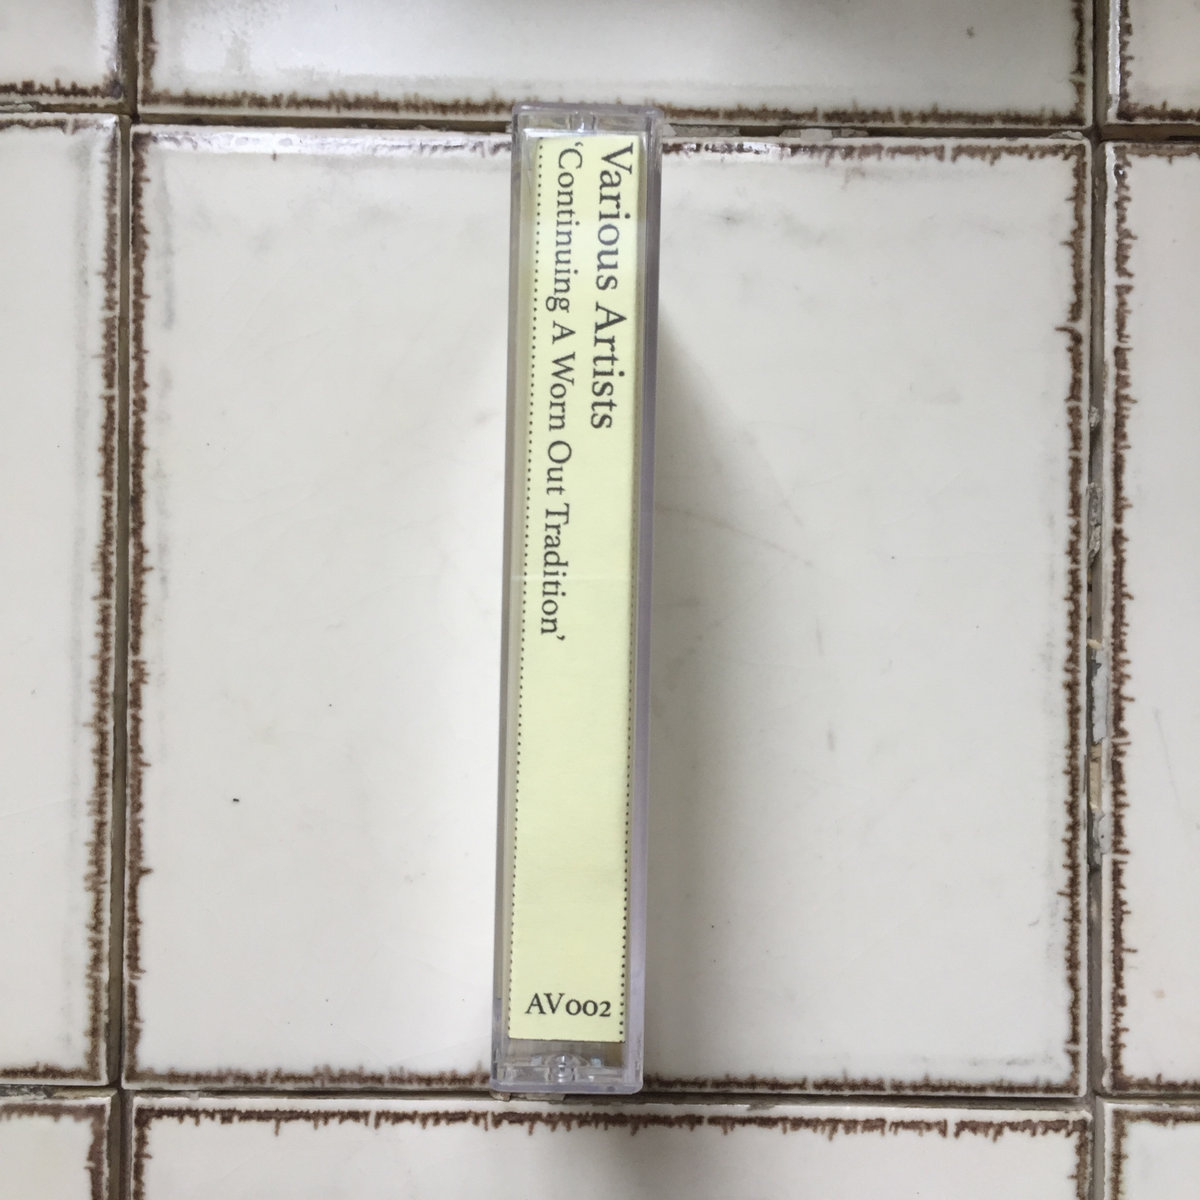 Various Artists
‘Continuing A Worn Out Tradition’
AV002